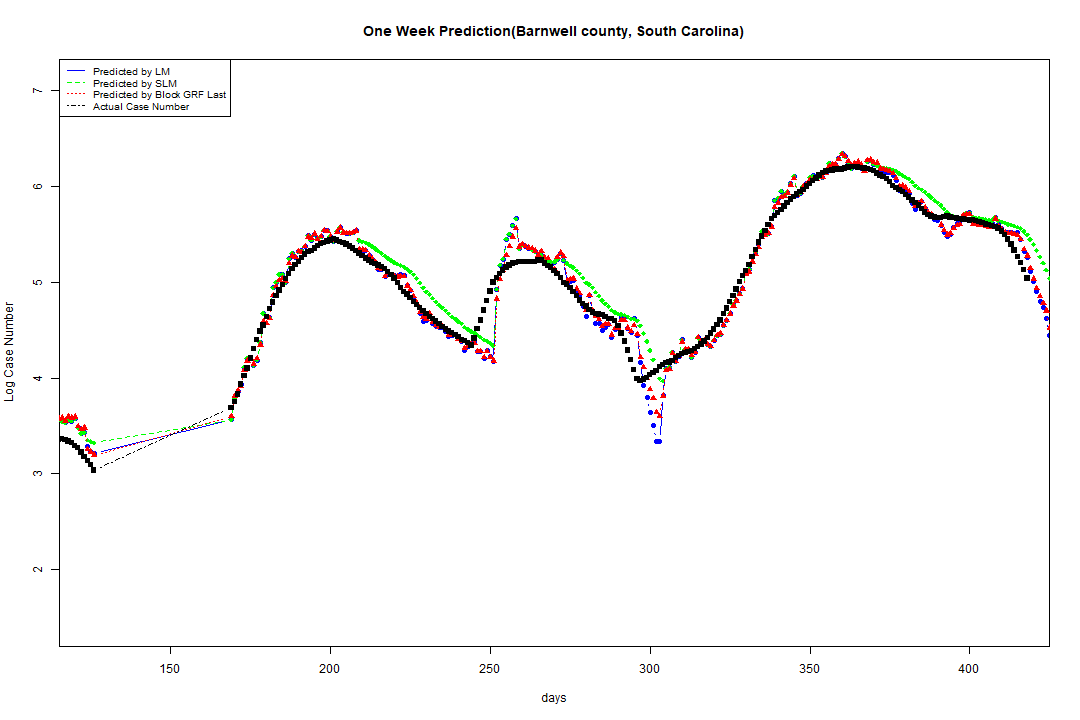 One Week Prediction(Barnwell county, South Carolina)
Predicted by LM
Predicted by SLM
Predicted by Block GRF Last
Actual Case Number
7
6
5
4
3
2
Log Case Number
150 200 250 300 350 400
days